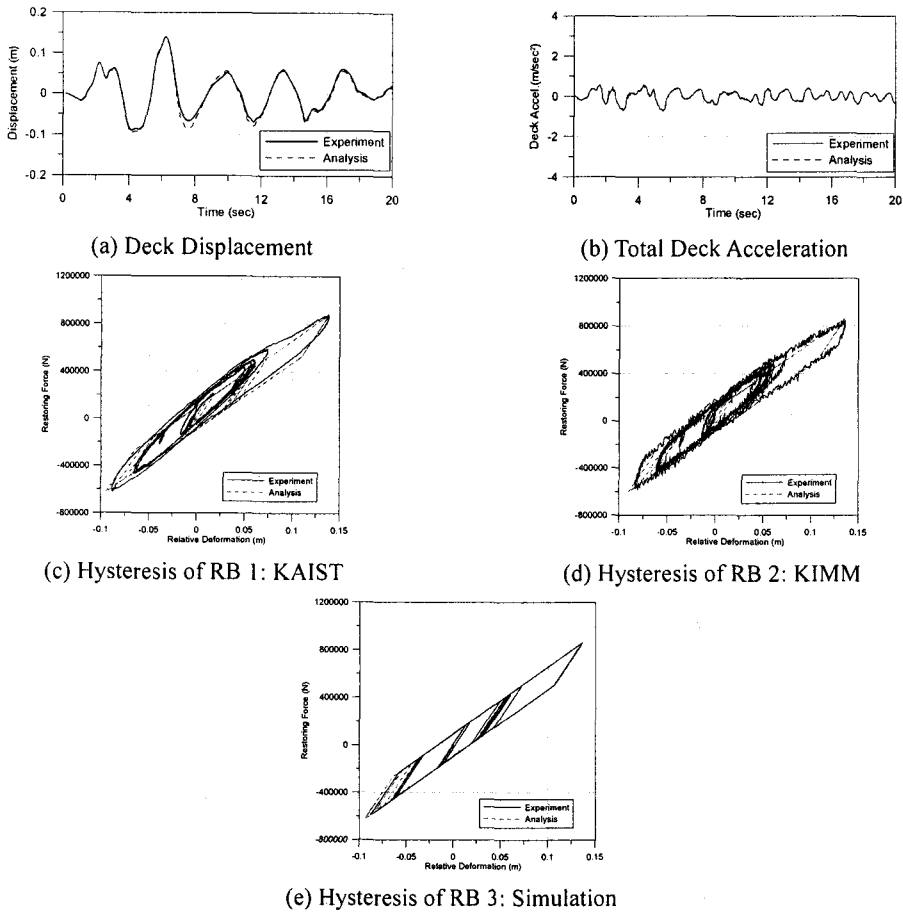 0.2
0.1
0
-0.1
-0.2
Displacement (m)
Experiment
Analysis
0 4 8 12 16 20
Time (sec)
(a) Deck Displacement
4
2
0
-2
-4
Deck Accel.(m/sec²)
Experiment
Analysis
0 4 8 12 16 20
Time (sec)
(b) Total Deck Acceleration
1200000
800000
400000
0
-400000
-800000
Restoring Force (N)
Experiment
Analysis
-0.1 -0.05 0 0.05 0.1 0.15
Relative Deformation (m)
(c) Hysteresis of RB 1: KAIST
1200000
800000
400000
0
-400000
-800000
Restoring Force (N)
Experiment
Analysis
-0.1 -0.05 0 0.05 0.1 0.15
Relative Deformation (m)
(d) Hysteresis of RB 2: KIMM
1200000
800000
400000
0
-400000
-800000
Restoring Force (N)
Experiment
Analysis
-0.1 -0.05 0 0.05 0.1 0.15
Relative Deformation (m)
(e) Hysteresis of RB 3: Simulation